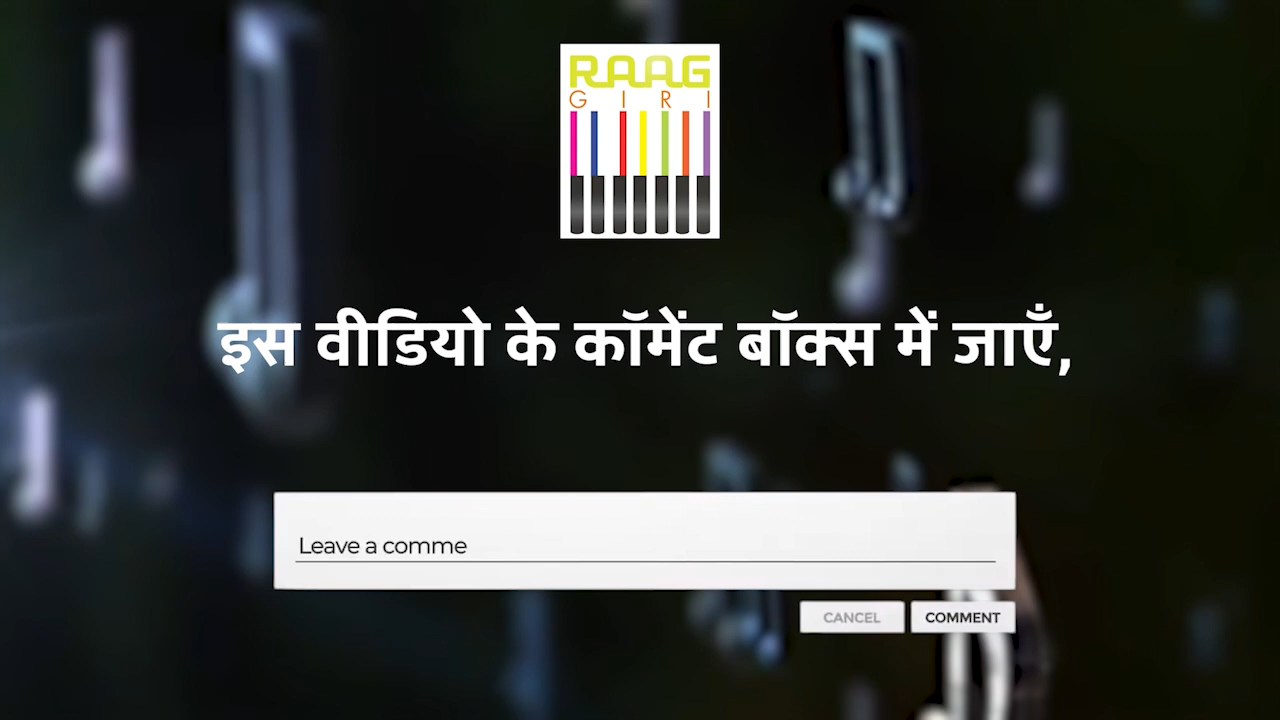 RAAG
GIRI
इस वीडियो के कॉमेंट बॉक्स में जाएँ,
Leave a comme
CANCEL COMMENT